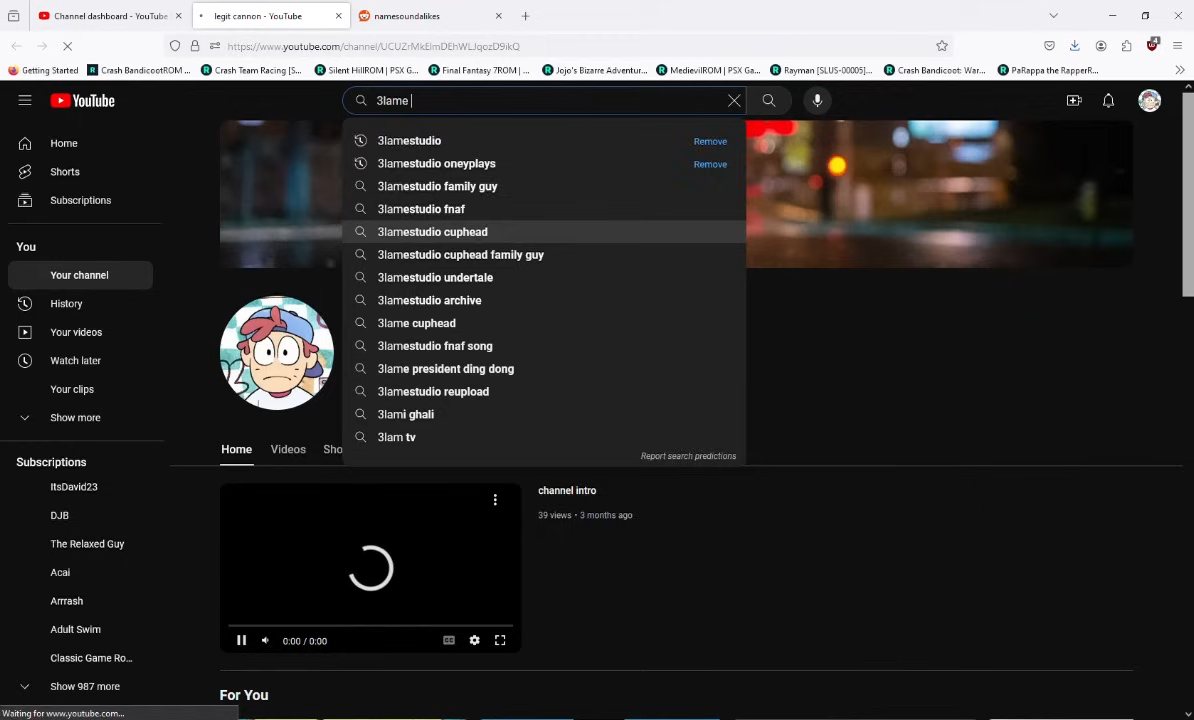 Channel dashboard - YouTube
legit cannon - YouTube
namesoundalikes
https://www.youtube.com/channel/UCUZrMkElmDEhWLJqozD9ikQ
4
Getting Started
Crash BandicootROM ...
Crash Team Racing [S...
Silent HillROM | PSX G...
Final Fantasy 7ROM | ...
Jojo's Bizarre Adventur...
MedievilROM | PSX Ga...
Rayman [SLUS-00005]...
Crash Bandicoot: War...
PaRappa the RapperR...
YouTube
3lame
Home
Shorts
Subscriptions
You
Your channel
History
Your videos
Watch later
Your clips
Show more
Subscriptions
ItsDavid23
DJB
The Relaxed Guy
Acai
Arrrash
Adult Swim
Classic Game Ro...
Show 987 more
3lamestudio
Remove
3lamestudio oneyplays
Remove
3lamestudio family guy
3lamestudio fnaf
3lamestudio cuphead
3lamestudio cuphead family guy
3lamestudio undertale
3lamestudio archive
3lame cuphead
3lamestudio fnaf song
3lame president ding dong
3lamestudio reupload
3lami ghali
3lam tv
Report search predictions
Home
Videos
Sho
channel intro
39 views • 3 months ago
0:00 / 0:00
For You
Waiting for www.youtube.com...